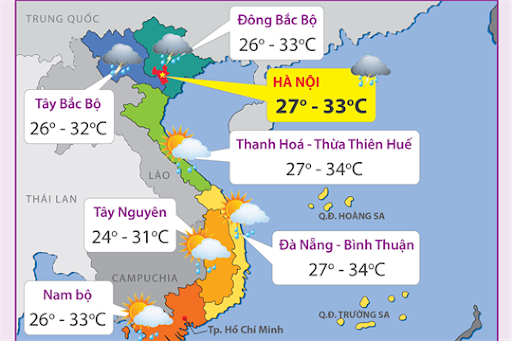 TRUNG QUỐC
Đông Bắc Bộ
26° - 33°C
HÀ NỘI
27° - 33°C
Tây Bắc Bộ
26° - 32°C
Thanh Hoá - Thừa Thiên Huế
27° - 34°C
LÀO
THÁI LAN
Tây Nguyên
24° - 31°C
Q.Đ. HOÀNG SA
Đà Nẵng - Bình Thuận
27° - 34°C
CAMPUCHIA
Nam bộ
26° - 33°C
Q.Đ. TRƯỜNG SA
Tp. Hồ Chí Minh